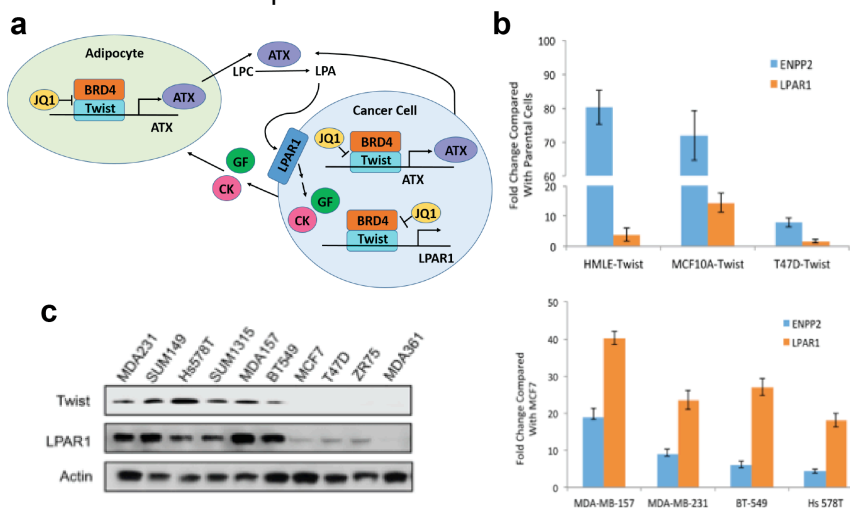 a
Adipocyte
JQ1
BRD4
Twist
ATX
ATX
ATX
LPC
LPA
Cancer Cell
LPAR1
JQ1
BRD4
Twist
ATX
ATX
GF
CK
GF
CK
BRD4
JQ1
Twist
LPAR1
b
Fold Change Compared
With Parental Cells
100
90
80
70
60
20
10
0
ENPP2
LPAR1
HMLE-Twist
MCF10A-Twist
T47D-Twist
Fold Change Compared
With MCF7
50
40
30
20
10
0
ENPP2
LPAR1
MDA-MB-157
MDA-MB-231
BT-549
Hs 578T
c
MDA231
SUM149
Hs578T
SUM1315
MDA157
BT549
MCF7
T47D
ZR75
MDA361
Twist
LPAR1
Actin